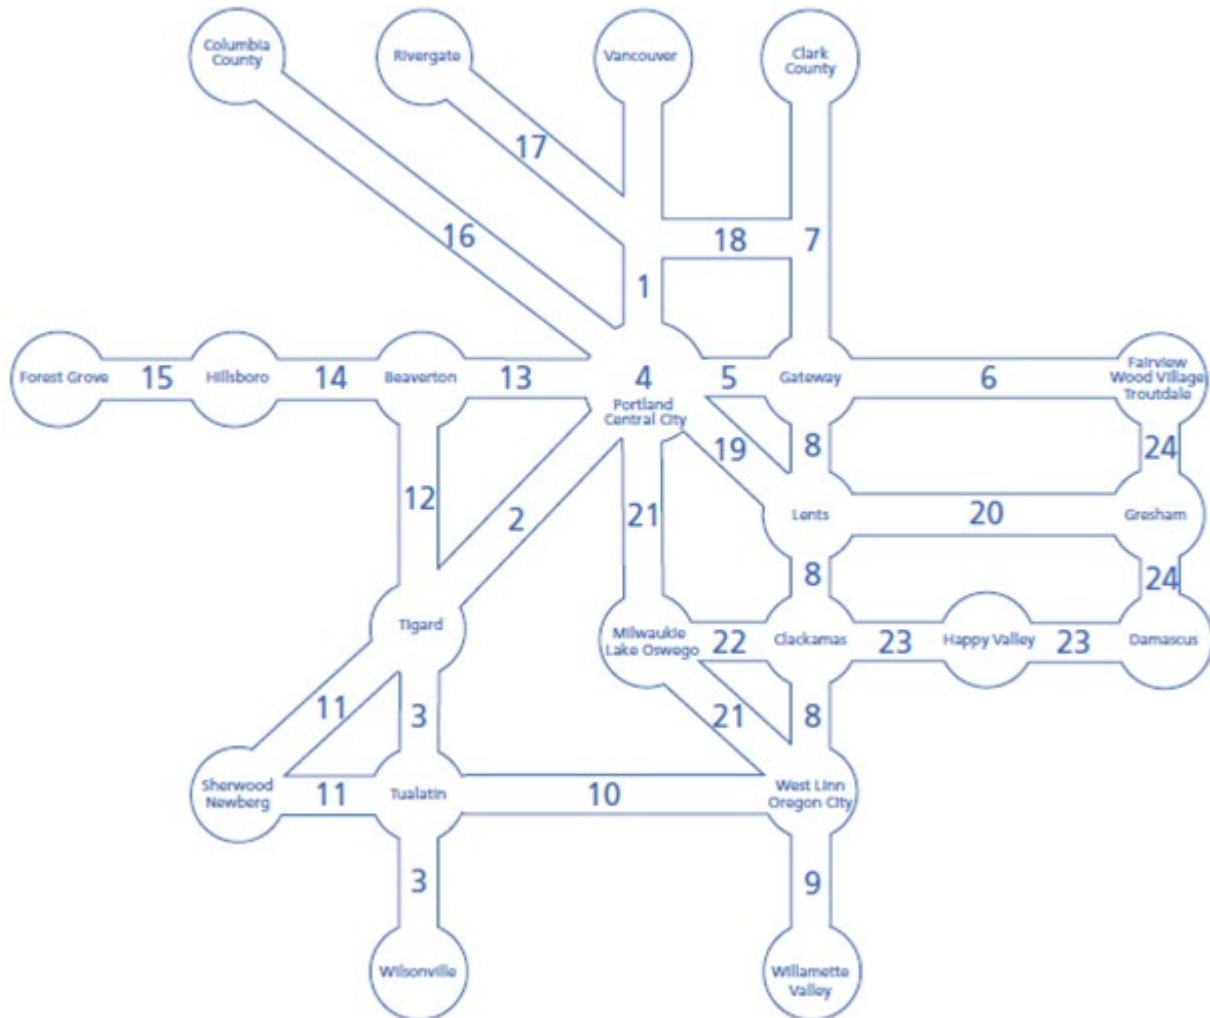 Columbia
County
Rivergate
Vancouver
Clark
County
17
16
18
7
1
Forest Grove
15
Hillsboro
14
Beaverton
13
4
Portland
Central City
5
Gateway
6
Fairview
Wood Village
Troutdale
19
8
24
12
2
21
Lents
20
Gresham
8
24
Tigard
Milwaukie
Lake Oswego
22
Clackamas
23
Happy Valley
23
Damascus
11
3
21
8
Sherwood
Newberg
11
Tualatin
10
West Linn
Oregon City
3
9
Wilsonville
Willamette
Valley